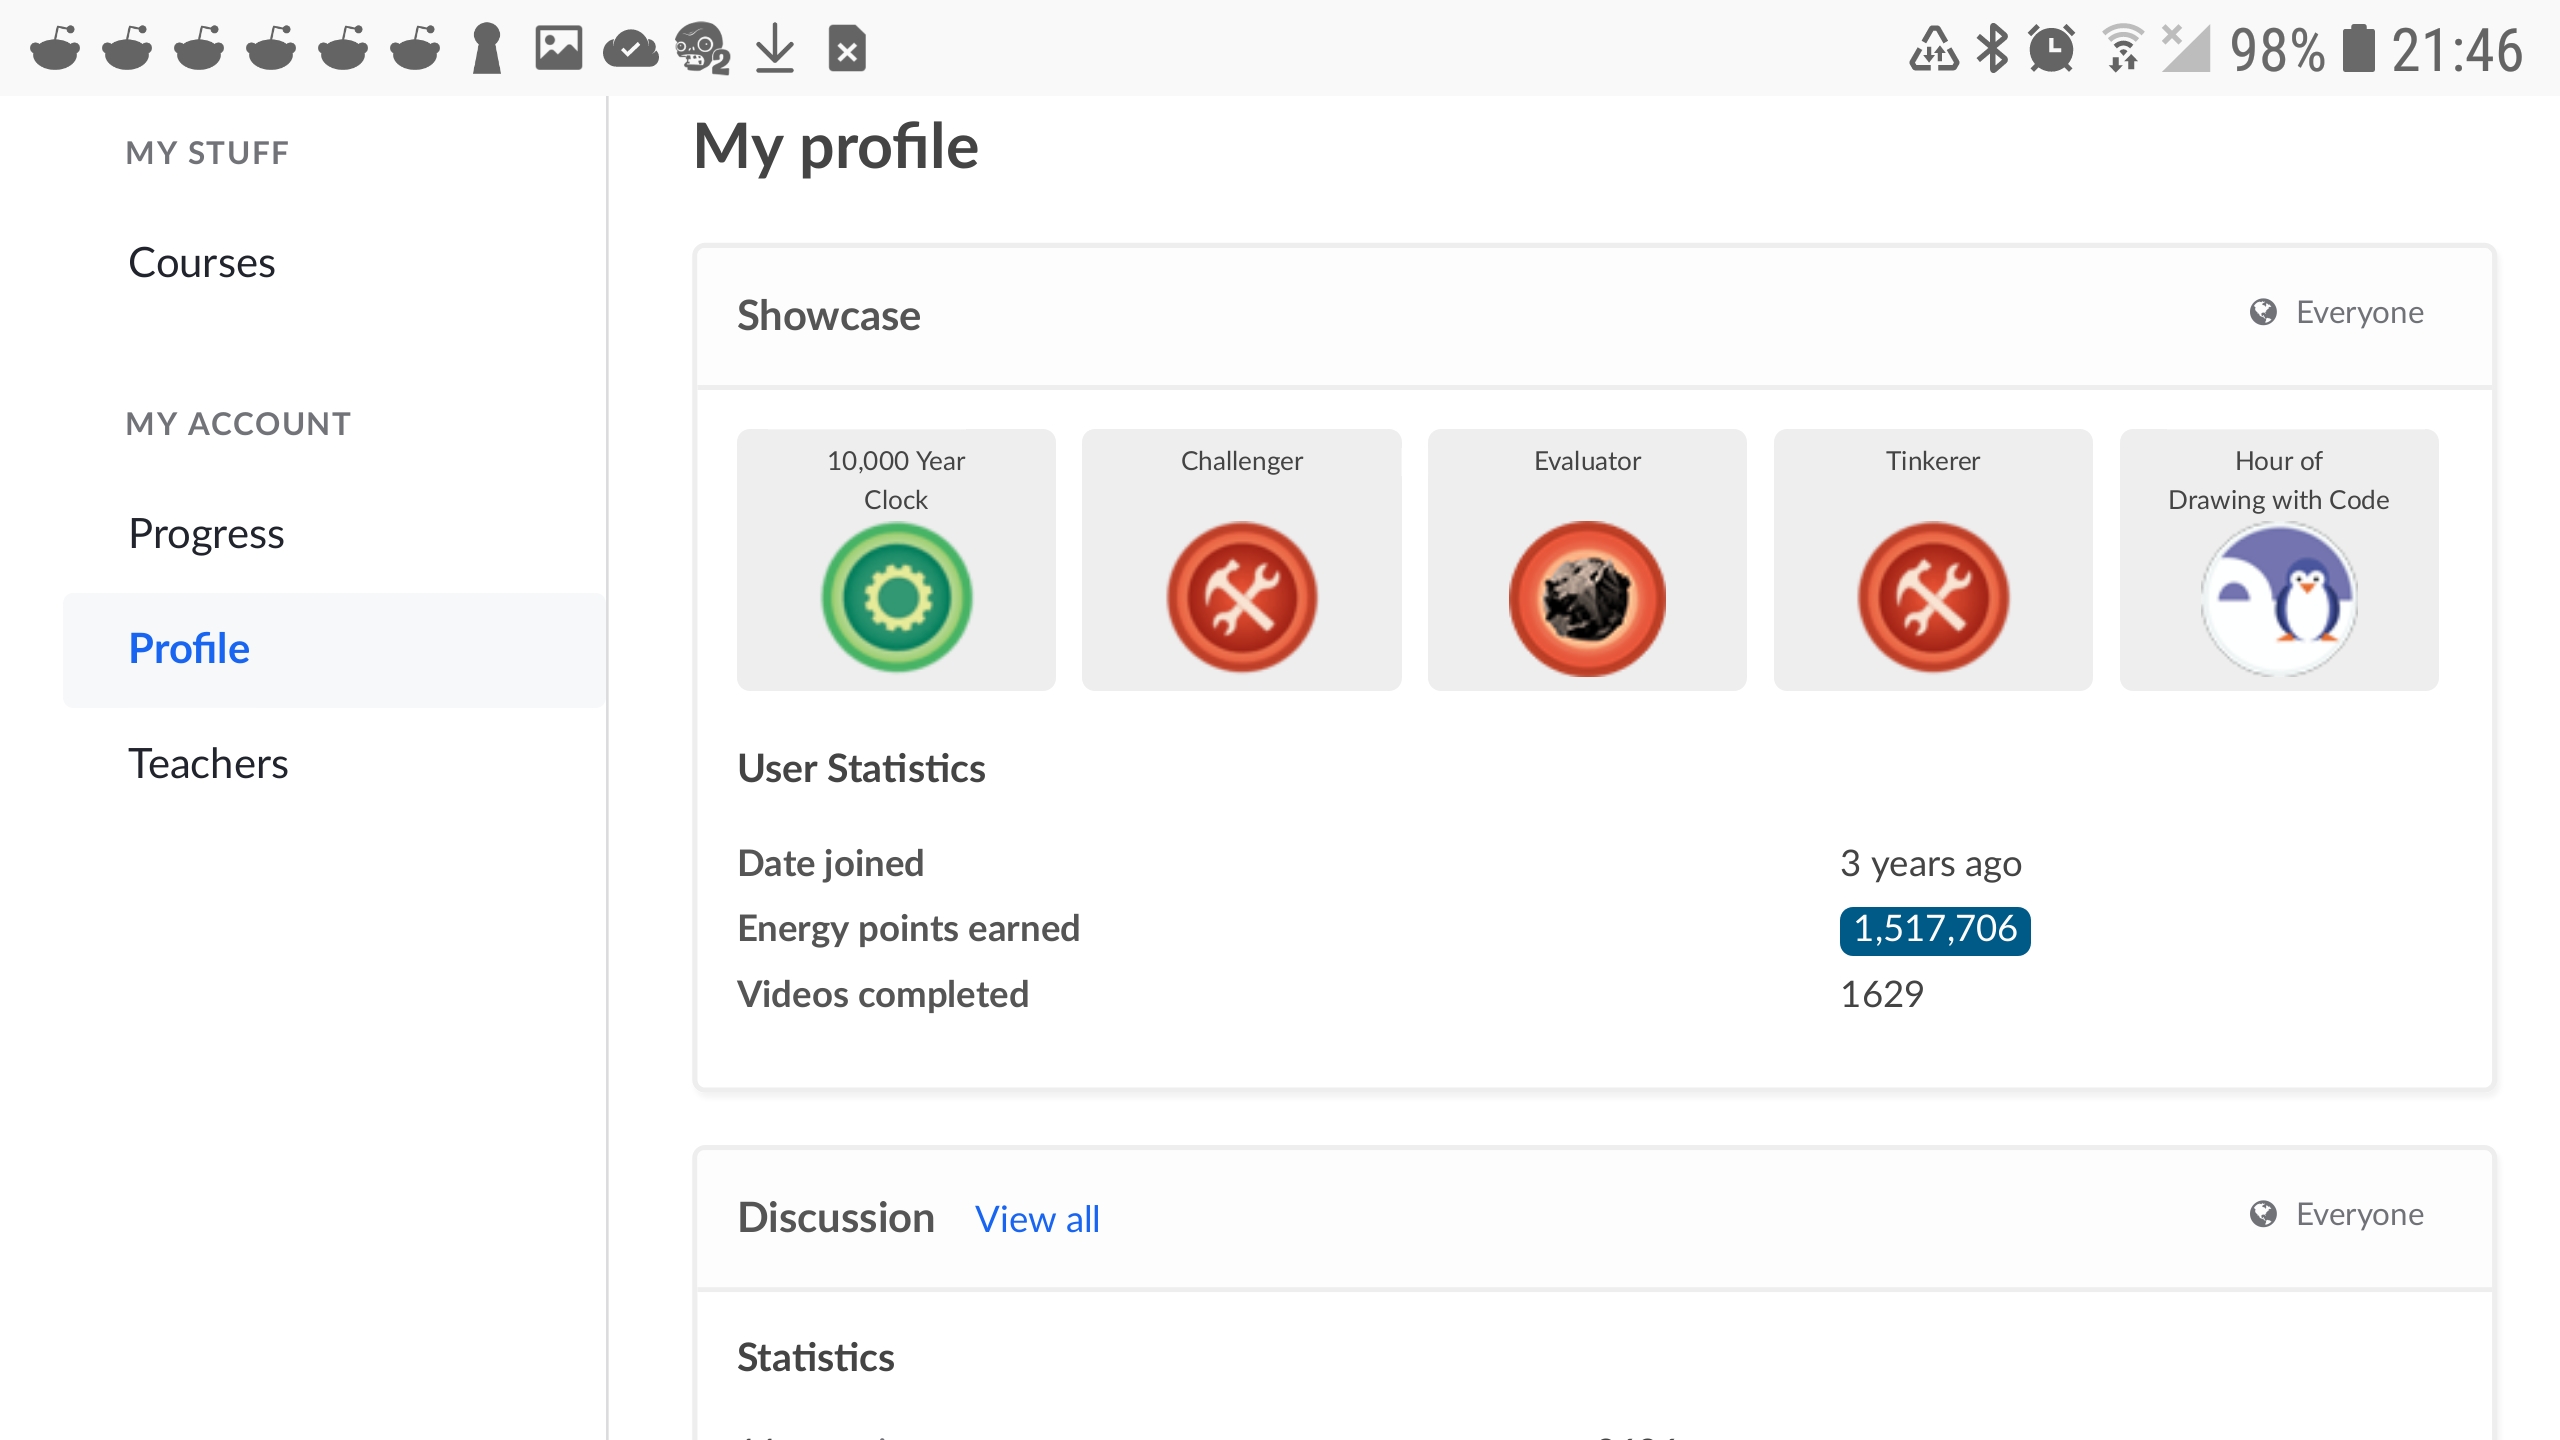 98% 21:46
MY STUFF
Courses
MY ACCOUNT
Progress
Profile
Teachers
My profile
Showcase
Everyone
10,000 Year
Clock
Challenger
Evaluator
Tinkerer
Hour of
Drawing with Code
User Statistics
Date joined
3 years ago
Energy points earned
1,517,706
Videos completed
1629
Discussion View all
Everyone
Statistics